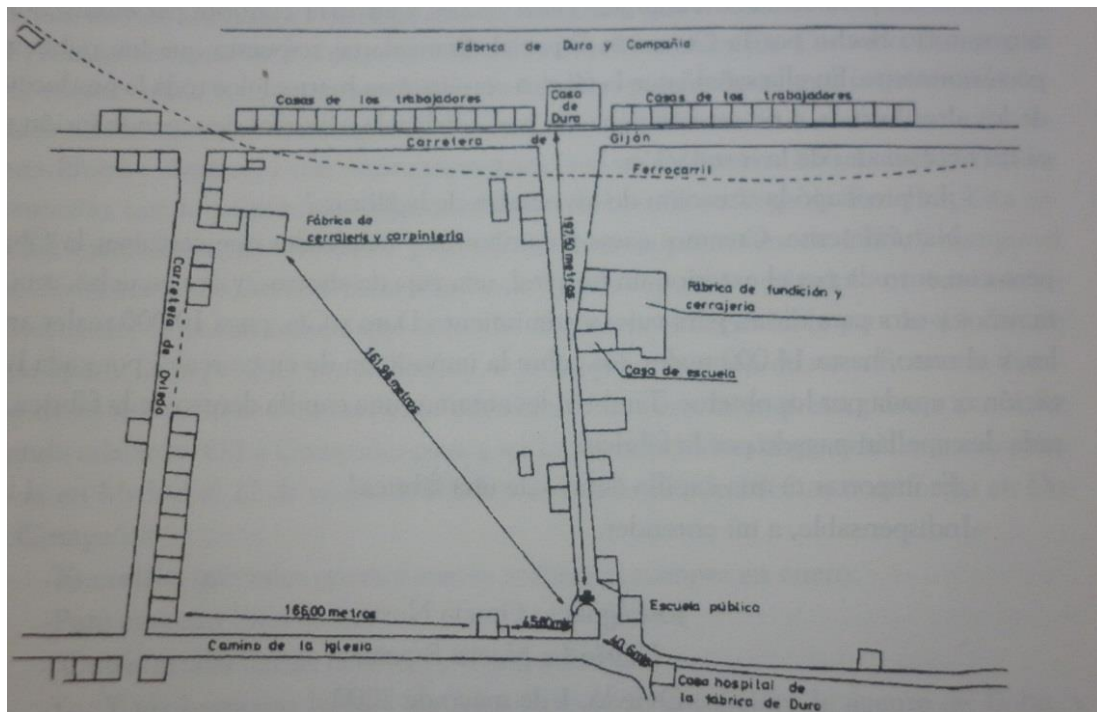 Fábrica de Duro y Compañía
Casas de los trabajadores
Casa
de
Duro
Casas de los trabajadores
Carretera de Gijón
Ferrocarril
Fábrica de
cerrajería y carpintería
197,50 metros
Carretera de Oviedo
Fábrica de fundición y
cerrajería
161,98 metros
Casa de escuela
166,00 metros
Escuela pública
Camino de la iglesia
Casa hospital de
la fábrica de Duro